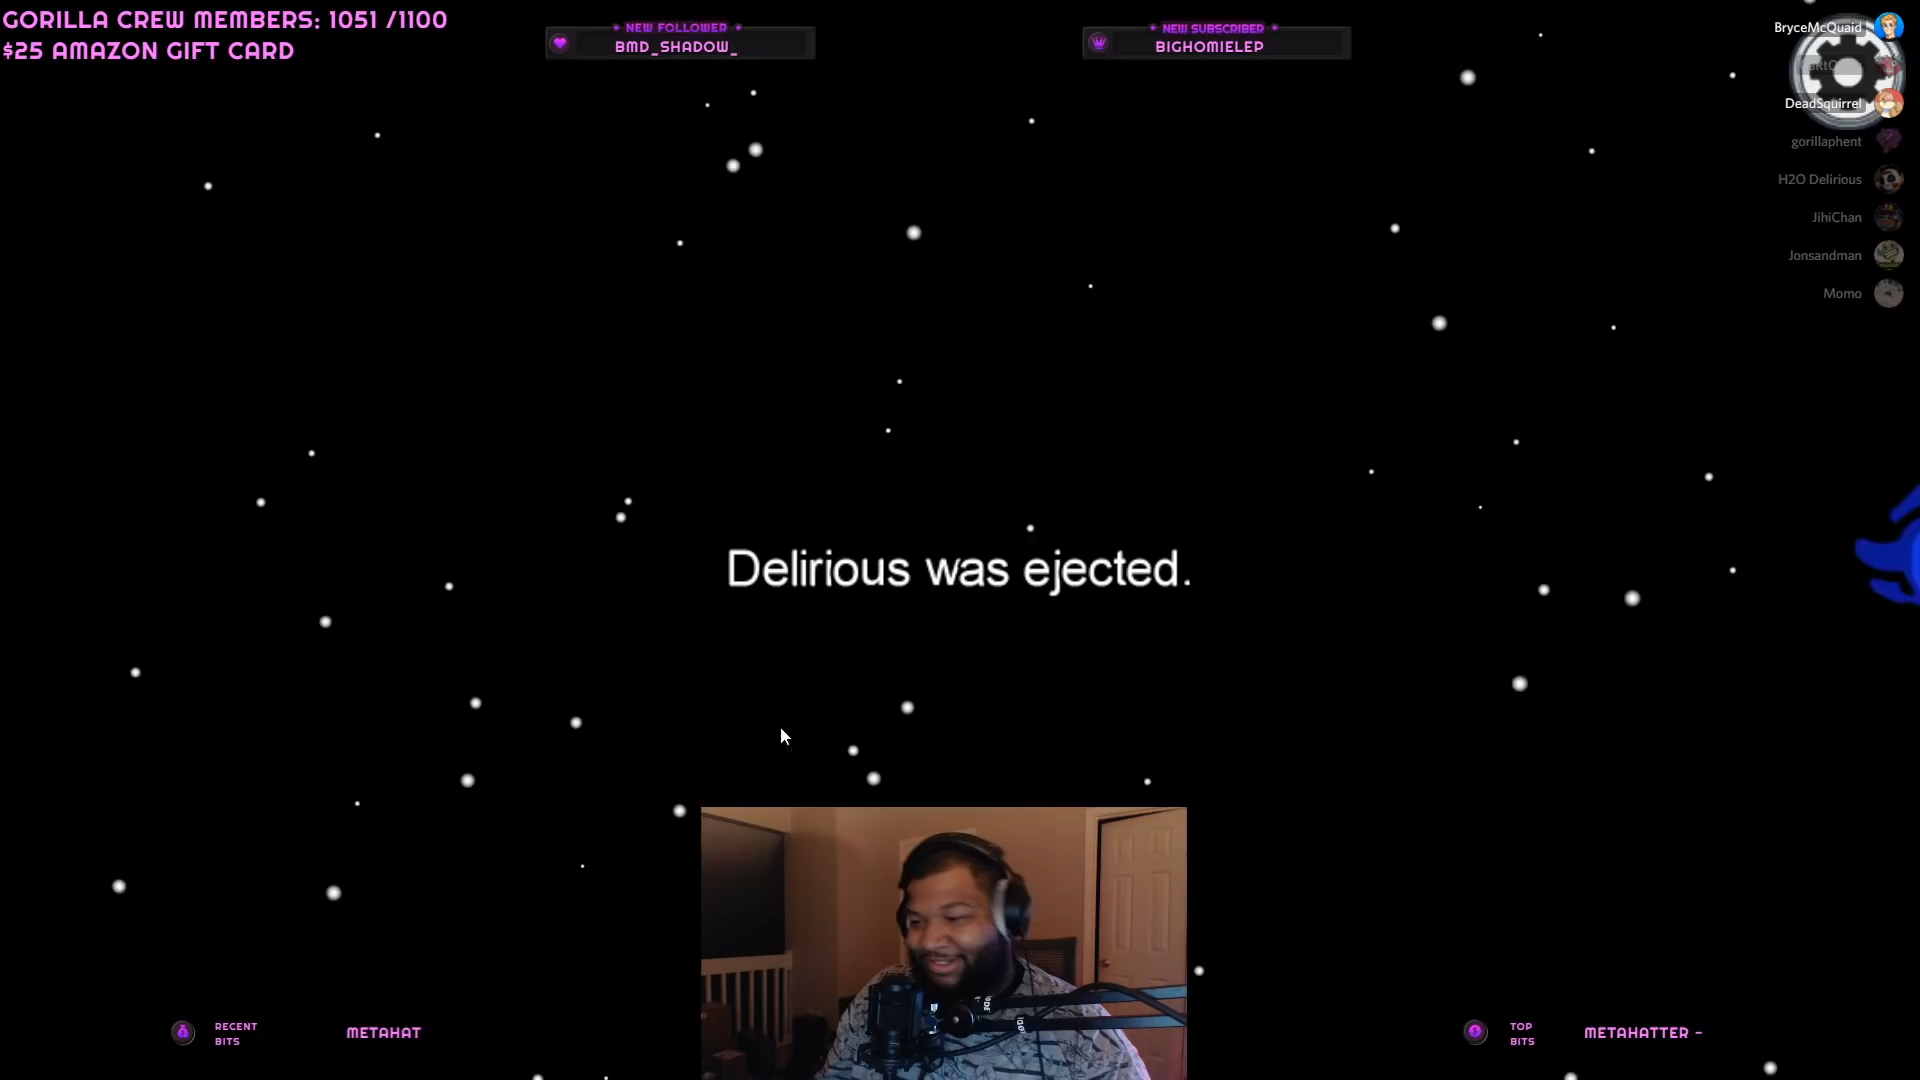 GORILLA CREW MEMBERS: 1051 /1100
$25 AMAZON GIFT CARD
NEW FOLLOWER
BMD_SHADOW_
NEW SUBSCRIBER
BIGHOMIELEP
BryceMcQuaid
DeadSquirrel
gorillaphent
H2O Delirious
JihiChan
Jonsandman
Momo
Delirious was ejected.
RECENT
BITS
METAHAT
TOP
BITS
METAHATTER -